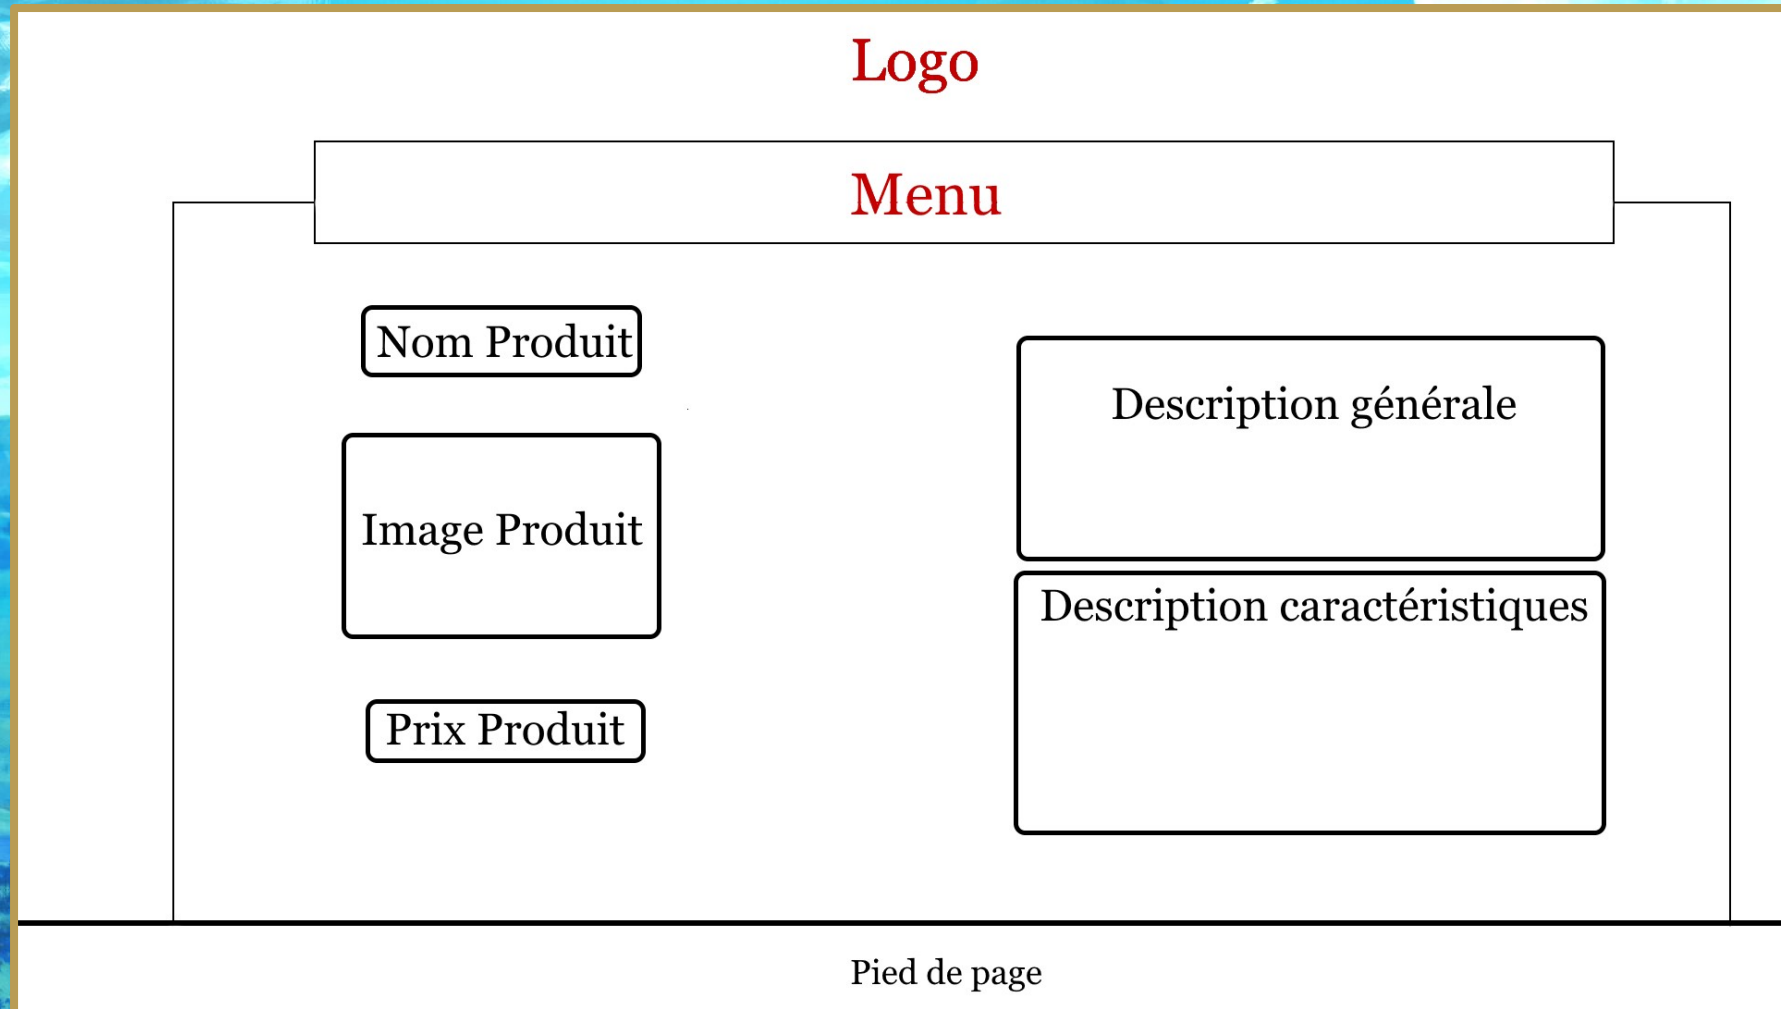 Logo
Menu
Nom Produit
Image Produit
Prix Produit
Description générale
Description caractéristiques
Pied de page